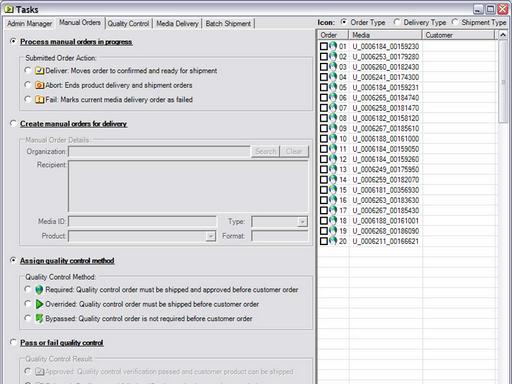 Tasks
Admin Manager Manual Orders Quality Control Media Delivery Batch Shipment
Icon: Order Type Delivery Type Shipment Type
Process manual orders in progress
Submitted Order Action:
Deliver: Moves order to confirmed and ready for shipment
Abort: Ends product delivery and shipment orders
Fail: Marks current media delivery order as failed
Create manual orders for delivery
Manual Order Details
Organization: Search Clear
Recipient:
Media ID: Type:
Product: Format:
Assign quality control method
Quality Control Method:
Required: Quality control order must be shipped and approved before customer order
Overrided: Quality control order must be shipped before customer order
Bypassed: Quality control order is not required before customer order
Pass or fail quality control
Quality Control Result:
Approved: Quality control verification passed and customer product can be shipped
Order Media Customer
01 U_0006184_00159230
02 U_0006253_00179280
03 U_0006260_00182430
04 U_0006241_00174300
05 U_0006184_00159231
06 U_0006265_00184740
07 U_0006258_00181470
08 U_0006182_00158120
09 U_0006267_00185610
10 U_0006188_00161000
11 U_0006184_00159050
12 U_0006184_00159260
13 U_0006249_00175950
14 U_0006259_00182070
15 U_0006181_00356930
16 U_0006263_00183630
17 U_0006267_00185430
18 U_0006188_00161001
19 U_0006268_00186090
20 U_0006211_00166621